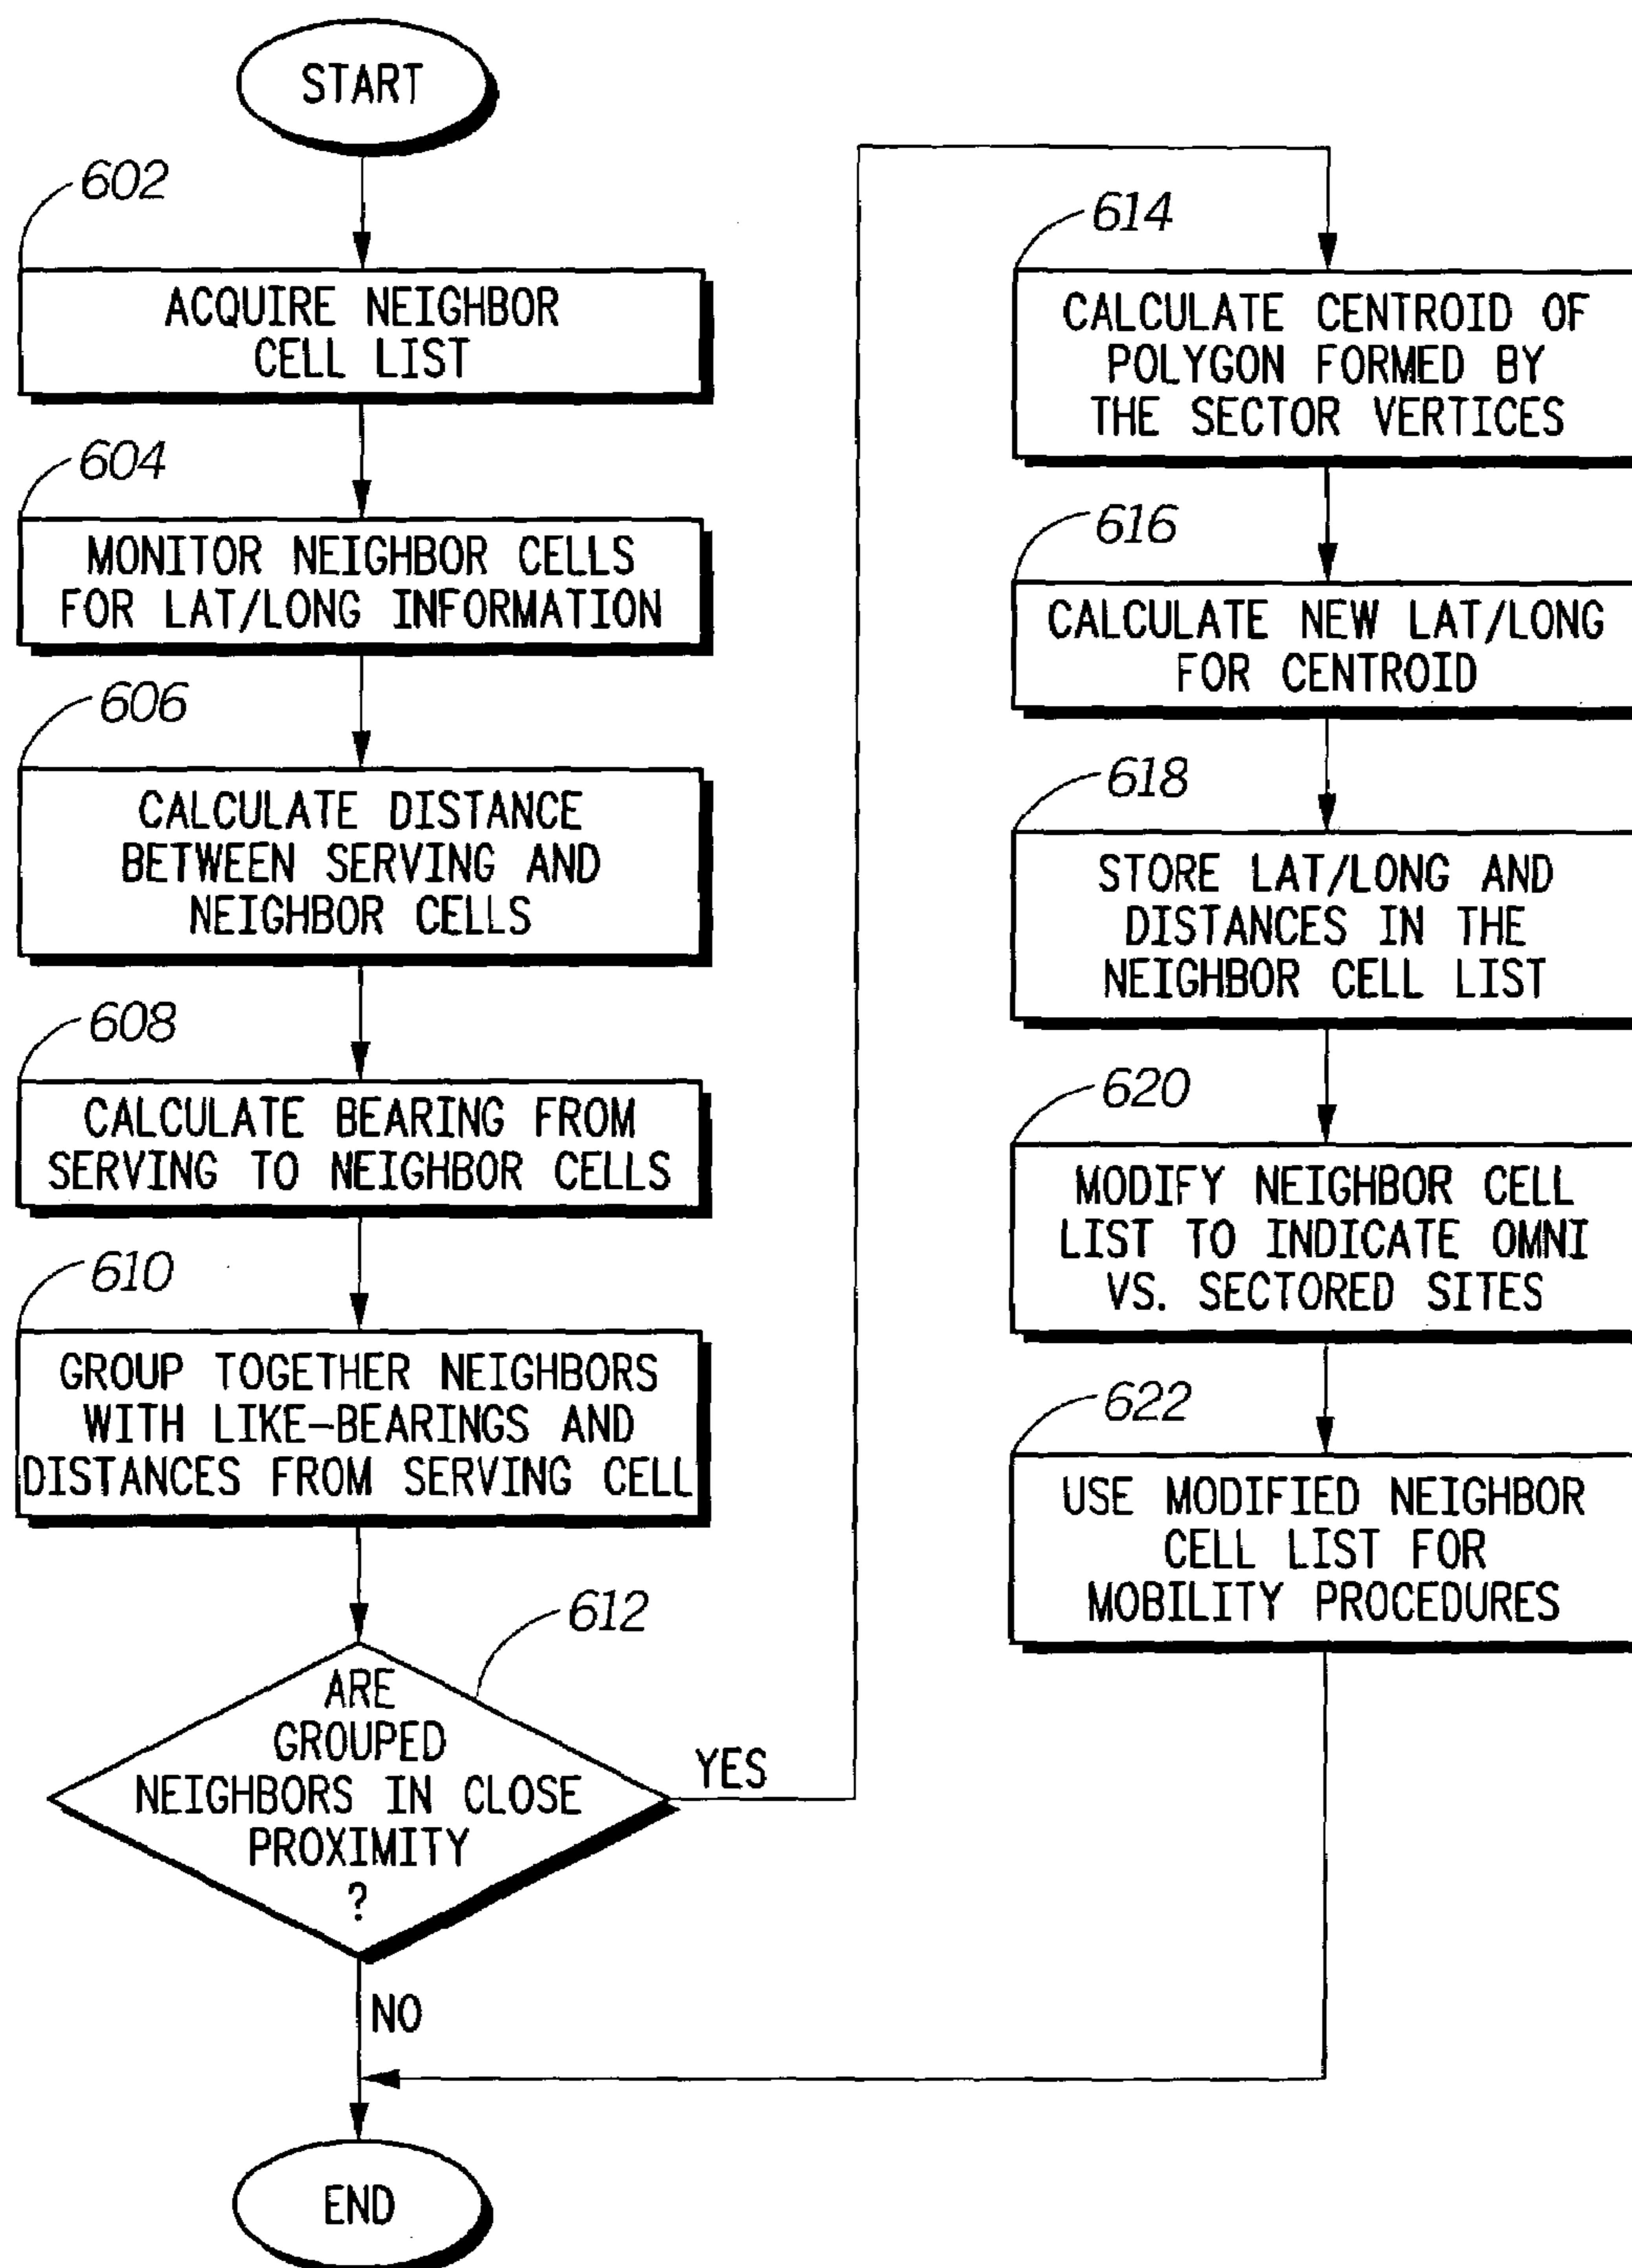 START
602
ACQUIRE NEIGHBOR
CELL LIST
604
MONITOR NEIGHBOR CELLS
FOR LAT/LONG INFORMATION
606
CALCULATE DISTANCE
BETWEEN SERVING AND
NEIGHBOR CELLS
608
CALCULATE BEARING FROM
SERVING TO NEIGHBOR CELLS
610
GROUP TOGETHER NEIGHBORS
WITH LIKE-BEARINGS AND
DISTANCES FROM SERVING CELL
612
ARE
GROUPED
NEIGHBORS IN CLOSE
PROXIMITY
?
YES
NO
END
614
CALCULATE CENTROID OF
POLYGON FORMED BY
THE SECTOR VERTICES
616
CALCULATE NEW LAT/LONG
FOR CENTROID
618
STORE LAT/LONG AND
DISTANCES IN THE
NEIGHBOR CELL LIST
620
MODIFY NEIGHBOR CELL
LIST TO INDICATE OMNI
VS. SECTORED SITES
622
USE MODIFIED NEIGHBOR
CELL LIST FOR
MOBILITY PROCEDURES